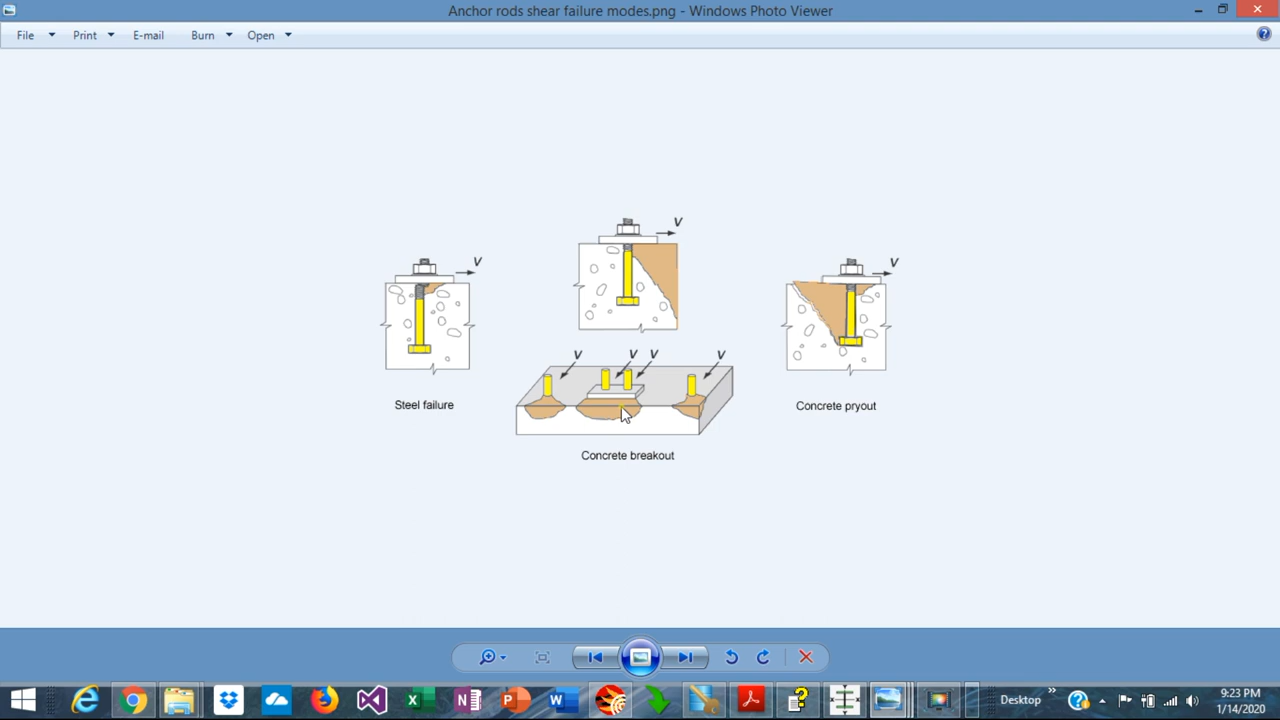 Anchor rods shear failure modes.png - Windows Photo Viewer
File Print E-mail Burn Open
V
V
V
V V V V
Steel failure
Concrete pryout
Concrete breakout
Desktop
9:23 PM
1/14/2020